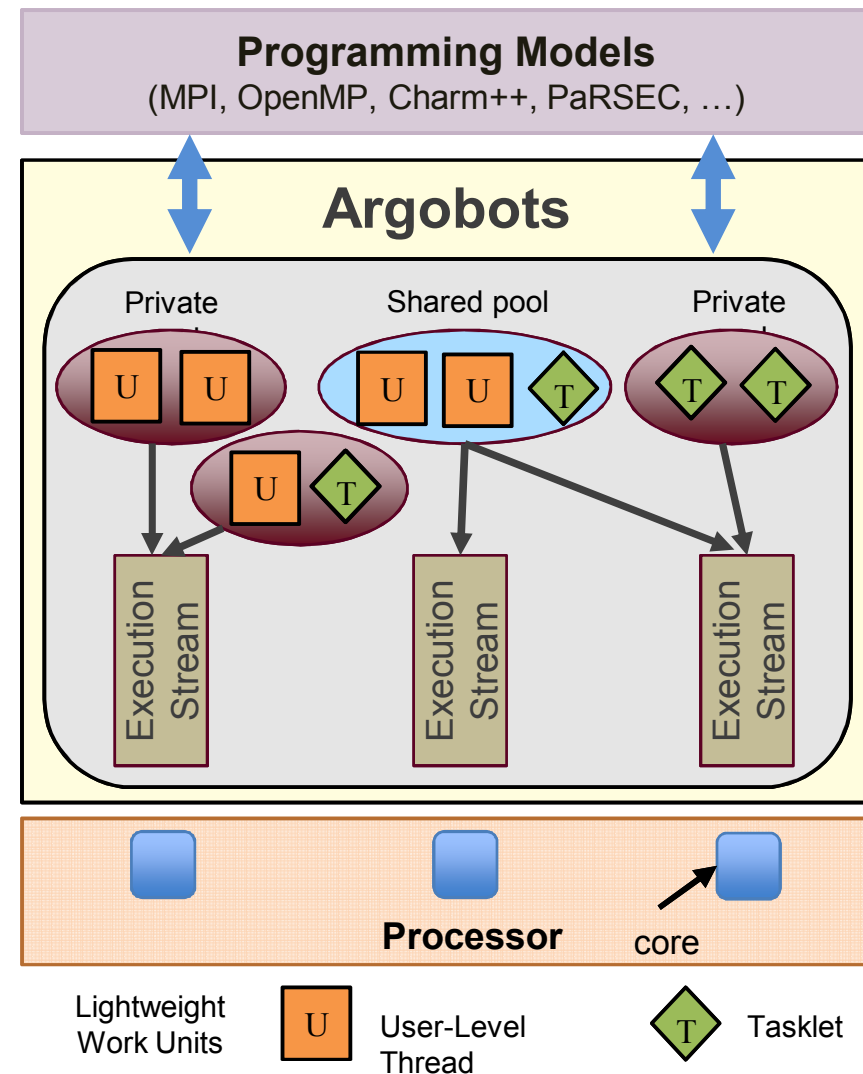 Programming Models
(MPI, OpenMP, Charm++, PaRSEC, …)
Argobots
Private
Shared pool
Private
U
U
U
U
T
T
T
U
T
Execution
Stream
Execution
Stream
Execution
Stream
Processor
core
Lightweight
Work Units
U
User-Level
Thread
T
Tasklet